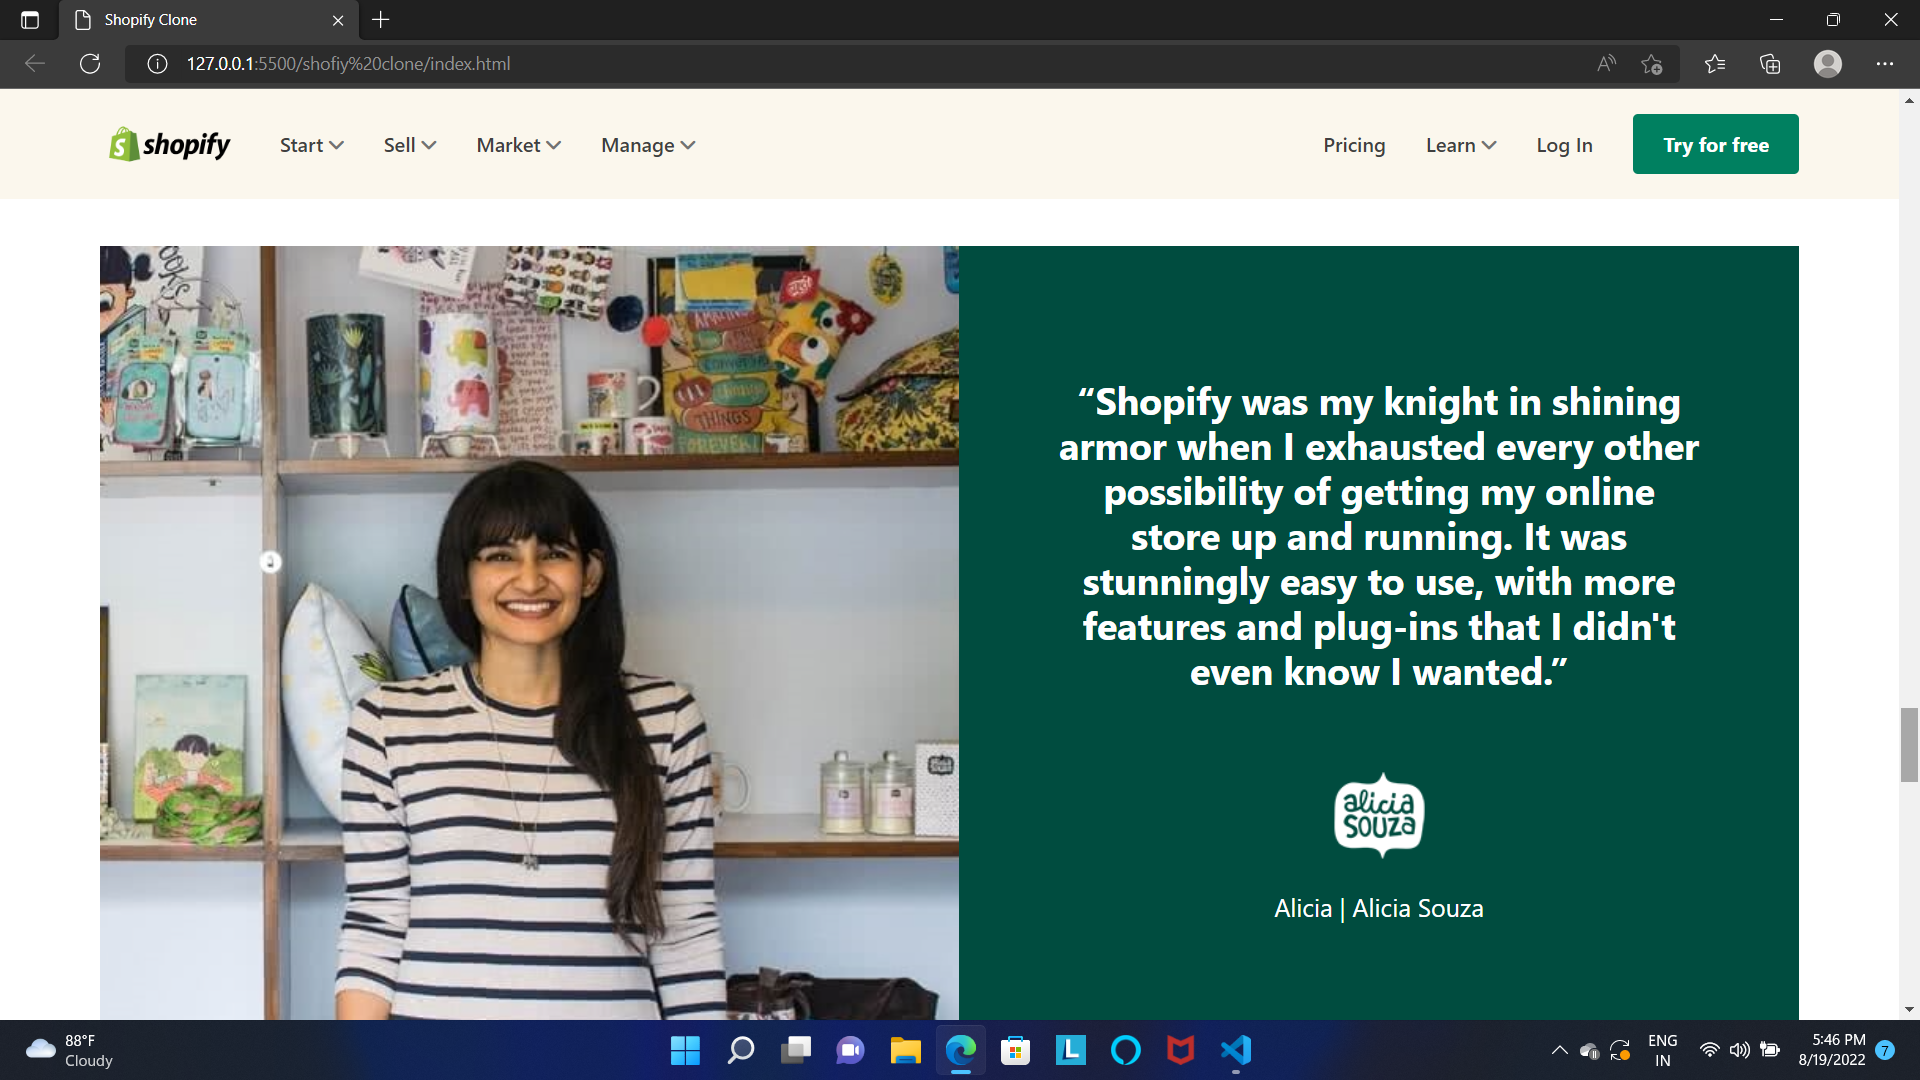 Shopify Clone
127.0.0.1:5500/shofiy%20clone/index.html
shopify
Start
Sell
Market
Manage
Pricing
Learn
Log In
Try for free
THINGS
FOREVER!
“Shopify was my knight in shining
armor when I exhausted every other
possibility of getting my online
store up and running. It was
stunningly easy to use, with more
features and plug-ins that I didn't
even know I wanted.”
alicia
SOUZA
Alicia | Alicia Souza
88°F
Cloudy
ENG
IN
5:46 PM
8/19/2022
7